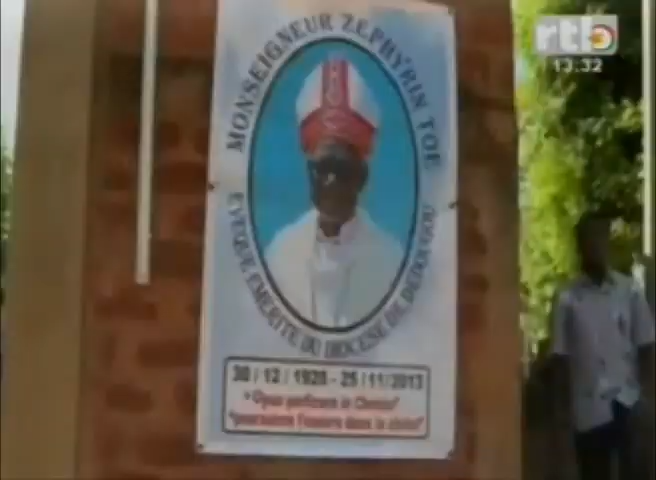 rtb
13:32
MONSEIGNEUR ZEPHYRIN TOE
EVEQUE EMERITE DU DIOCESE DE DEDOUGOU
30 / 12 / 1928 - 25 / 11 / 2013
"Opus perficere in Christo"
"poursuivre l'oeuvre dans le christ"